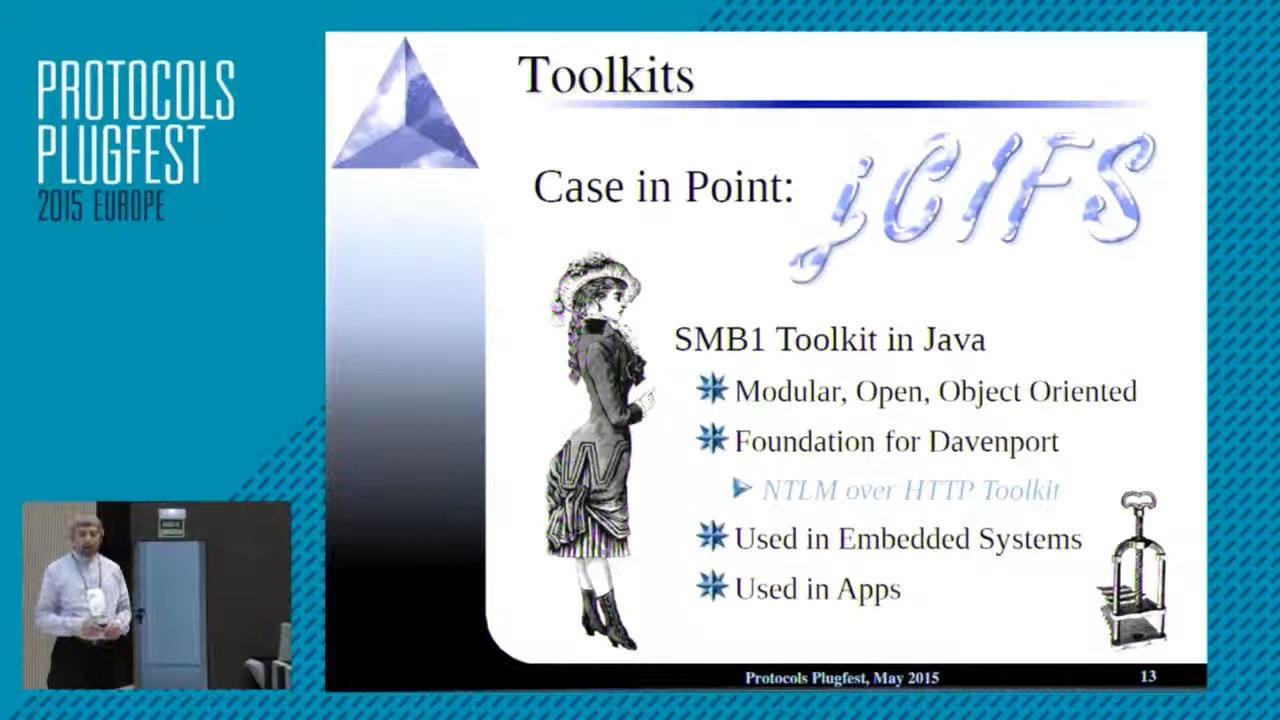 PROTOCOLS
PLUGFEST
2015 EUROPE
Toolkits
Case in Point:
jCIFS
SMB1 Toolkit in Java
Modular, Open, Object Oriented
Foundation for Davenport
NTLM over HTTP Toolkit
Used in Embedded Systems
Used in Apps
Protocols Plugfest, May 2015
13